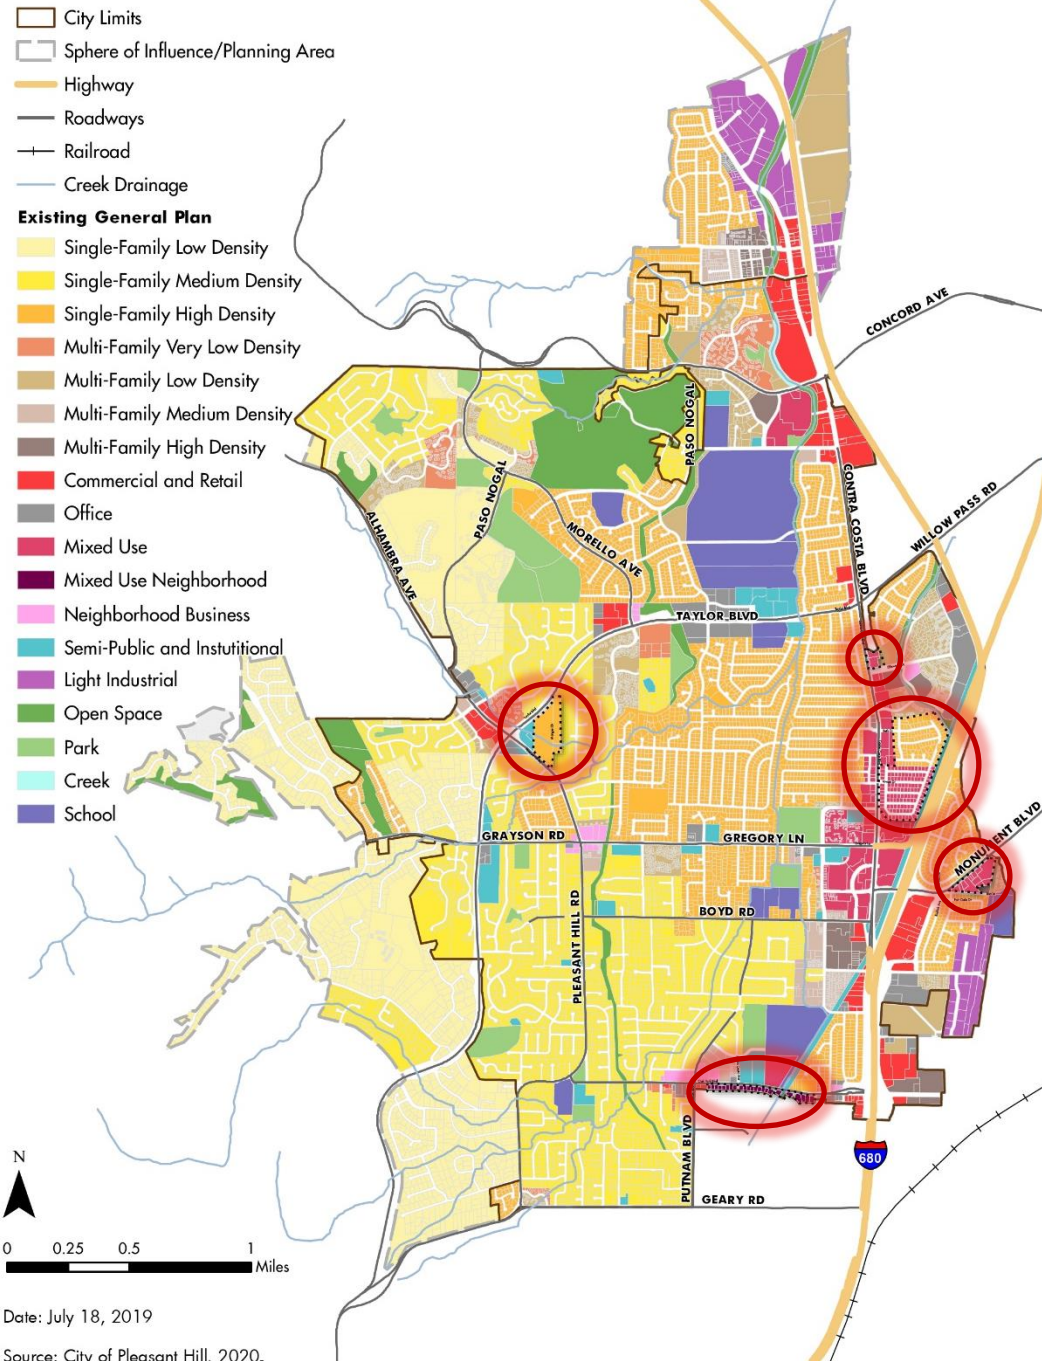 City Limits
Sphere of Influence/Planning Area
Highway
Roadways
Railroad
Creek Drainage
Existing General Plan
Single-Family Low Density
Single-Family Medium Density
Single-Family High Density
Multi-Family Very Low Density
Multi-Family Low Density
Multi-Family Medium Density
Multi-Family High Density
Commercial and Retail
Office
Mixed Use
Mixed Use Neighborhood
Neighborhood Business
Semi-Public and Instutitional
Light Industrial
Open Space
Park
Creek
School
CONCORD AVE
PASO NOGAL
PASO NOGAL
CONTRA COSTA BLVD
WILLOW PASS RD
ALHAMBRA AVE
MORELLO AVE
TAYLOR BLVD
GRAYSON RD
GREGORY LN
MONUMENT BLVD
BOYD RD
PLEASANT HILL RD
PUTNAM BLVD
GEARY RD
680
N
0 0.25 0.5 1
Miles
Date: July 18, 2019
Source: City of Pleasant Hill, 2020.